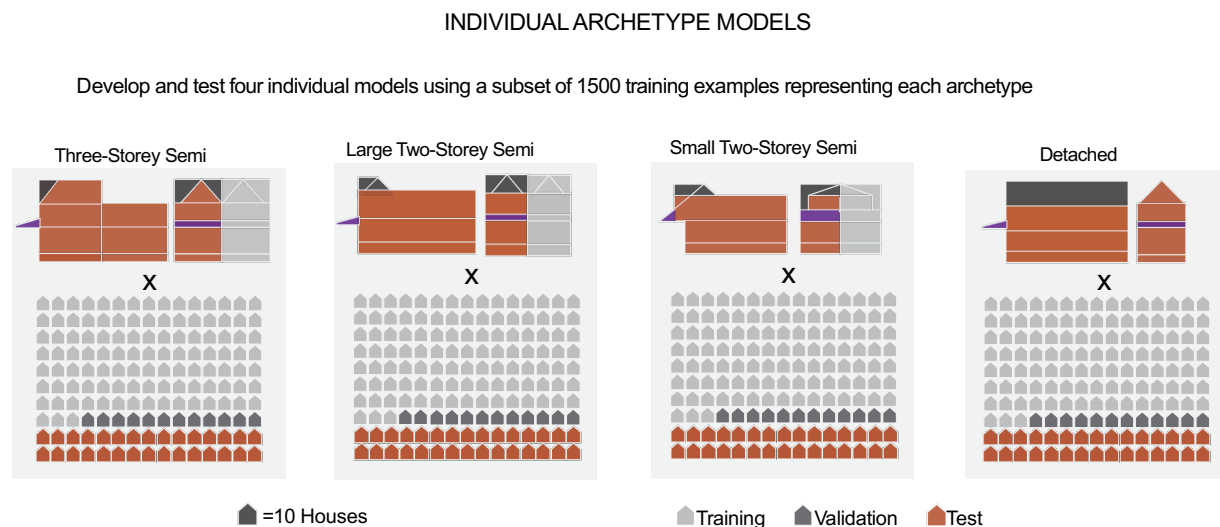 INDIVIDUAL ARCHETYPE MODELS
Develop and test four individual models using a subset of 1500 training examples representing each archetype
Three-Storey Semi
Large Two-Storey Semi
Small Two-Storey Semi
Detached
X
X
X
X
=10 Houses
Training
Validation
Test